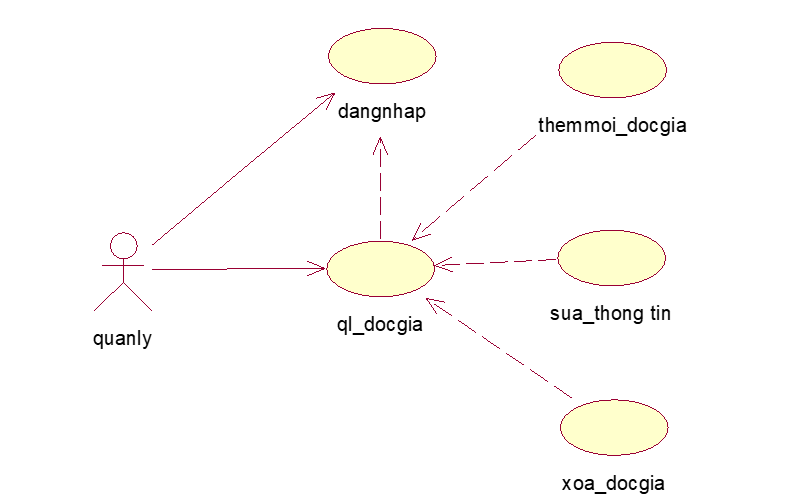 dangnhap
themmoi_docgia
quanly
ql_docgia
sua_thong tin
xoa_docgia